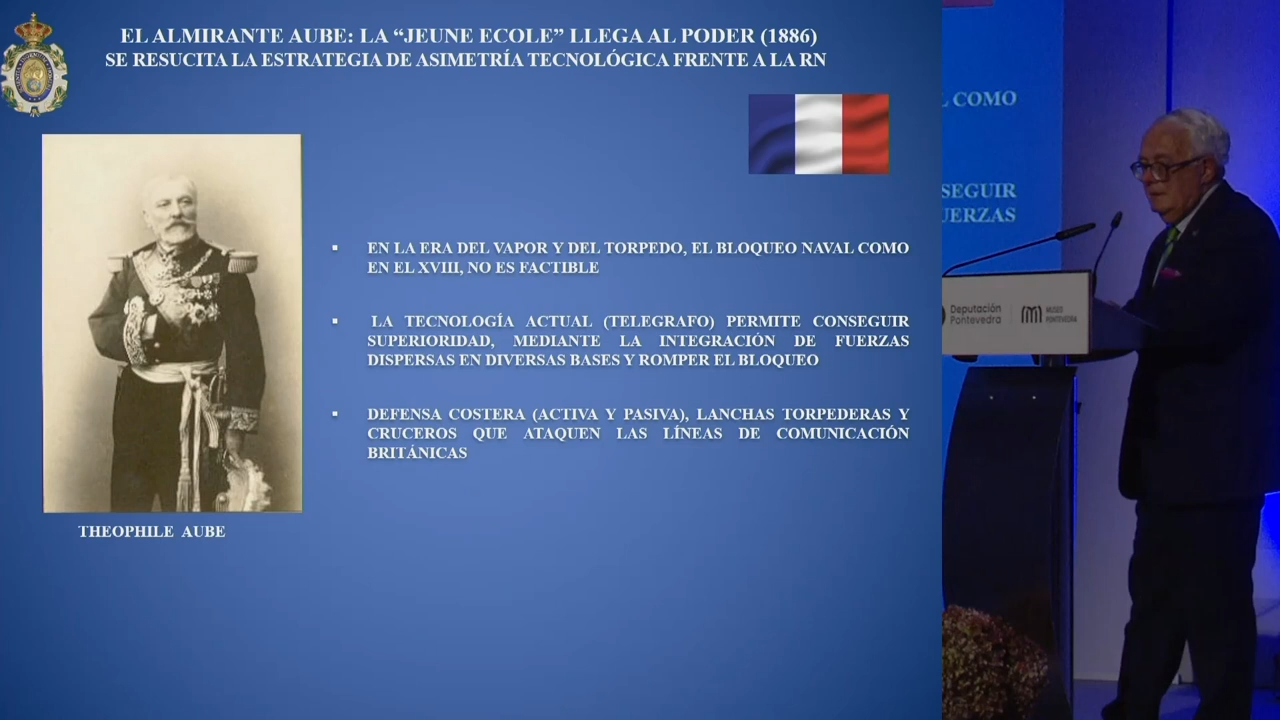 EL ALMIRANTE AUBE: LA “JEUNE ECOLE” LLEGA AL PODER (1886)
SE RESUCITA LA ESTRATEGIA DE ASIMETRÍA TECNOLÓGICA FRENTE A LA RN
▪ EN LA ERA DEL VAPOR Y DEL TORPEDO, EL BLOQUEO NAVAL COMO
EN EL XVIII, NO ES FACTIBLE
▪ LA TECNOLOGÍA ACTUAL (TELEGRAFO) PERMITE CONSEGUIR
SUPERIORIDAD, MEDIANTE LA INTEGRACIÓN DE FUERZAS
DISPERSAS EN DIVERSAS BASES Y ROMPER EL BLOQUEO
▪ DEFENSA COSTERA (ACTIVA Y PASIVA), LANCHAS TORPEDERAS Y
CRUCEROS QUE ATAQUEN LAS LÍNEAS DE COMUNICACIÓN
BRITÁNICAS
THEOPHILE AUBE
L COMO
SEGUIR
UERZAS
Deputación
Pontevedra
MUSEO
PONTEVEDRA